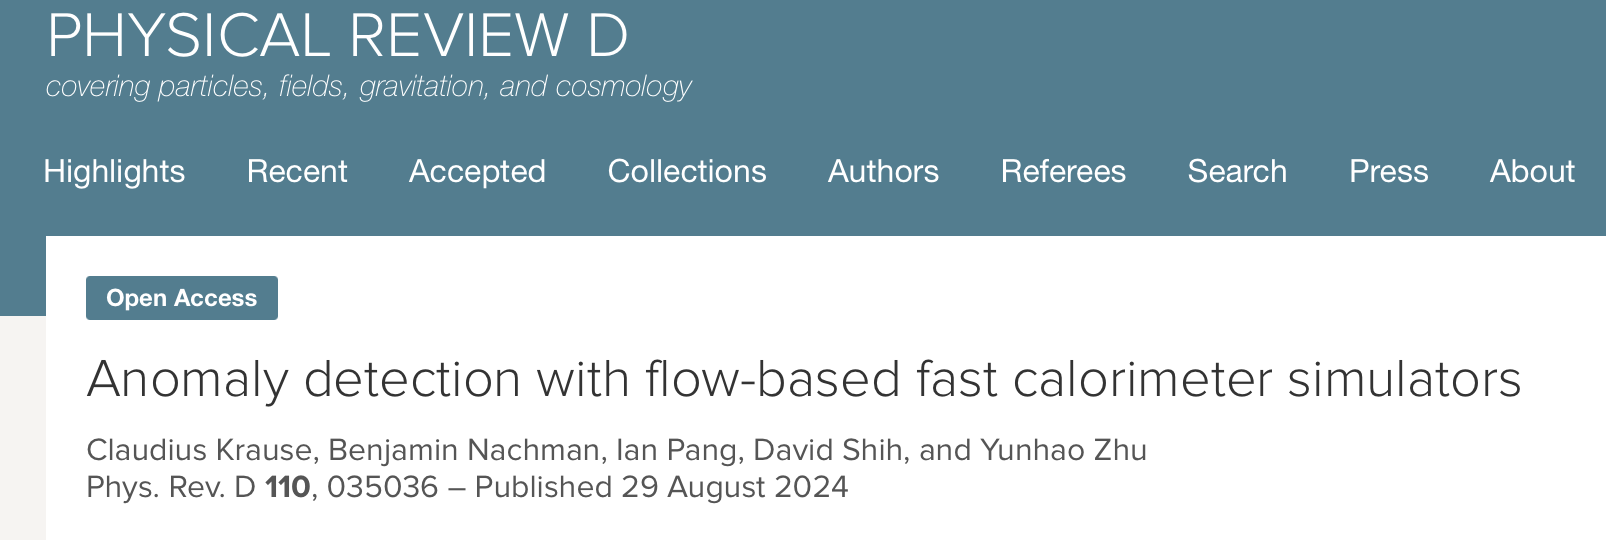 PHYSICAL REVIEW D
covering particles, fields, gravitation, and cosmology
Highlights Recent Accepted Collections Authors Referees Search Press About
Open Access
Anomaly detection with flow-based fast calorimeter simulators
Claudius Krause, Benjamin Nachman, Ian Pang, David Shih, and Yunhao Zhu
Phys. Rev. D 110, 035036 – Published 29 August 2024